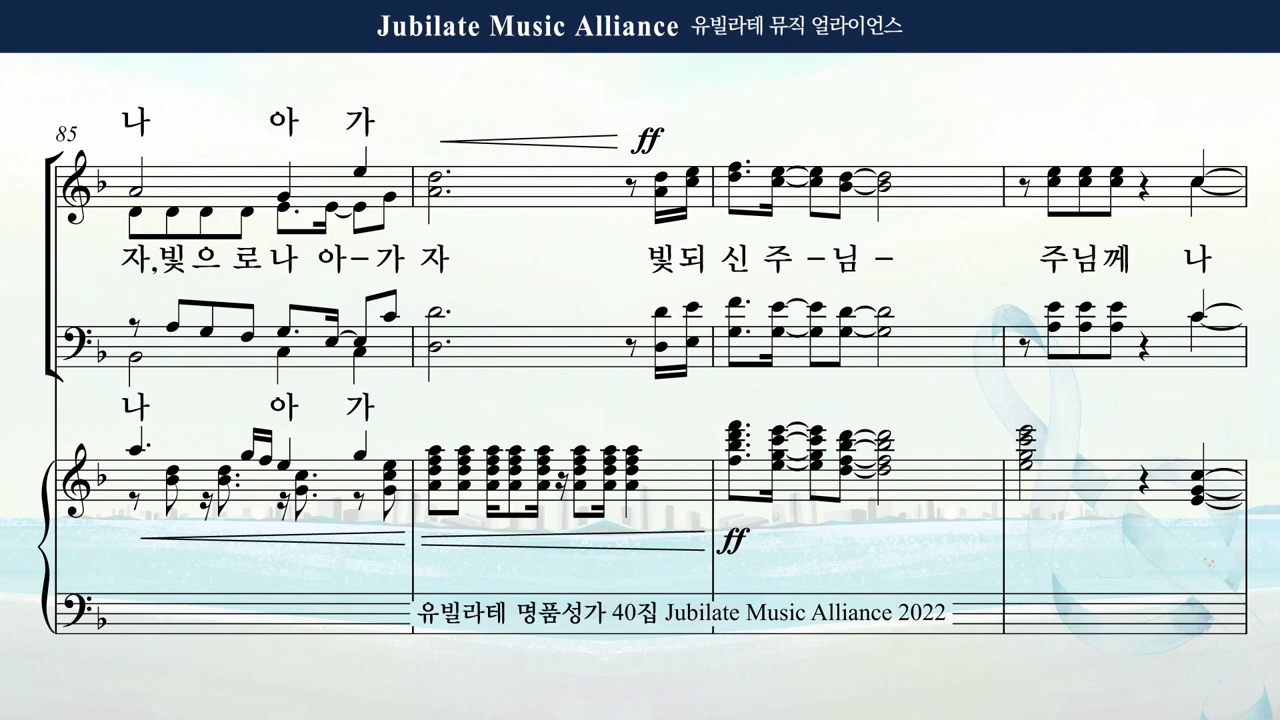 Jubilate Music Alliance 유빌라테 뮤직 얼라이언스
나 아 가
85
ff
자, 빛 으 로 나 아 - 가 자 빛 되 신 주 - 님 - 주 님 께 나
나 아 가
ff
유빌라테 명품성가 40집 Jubilate Music Alliance 2022